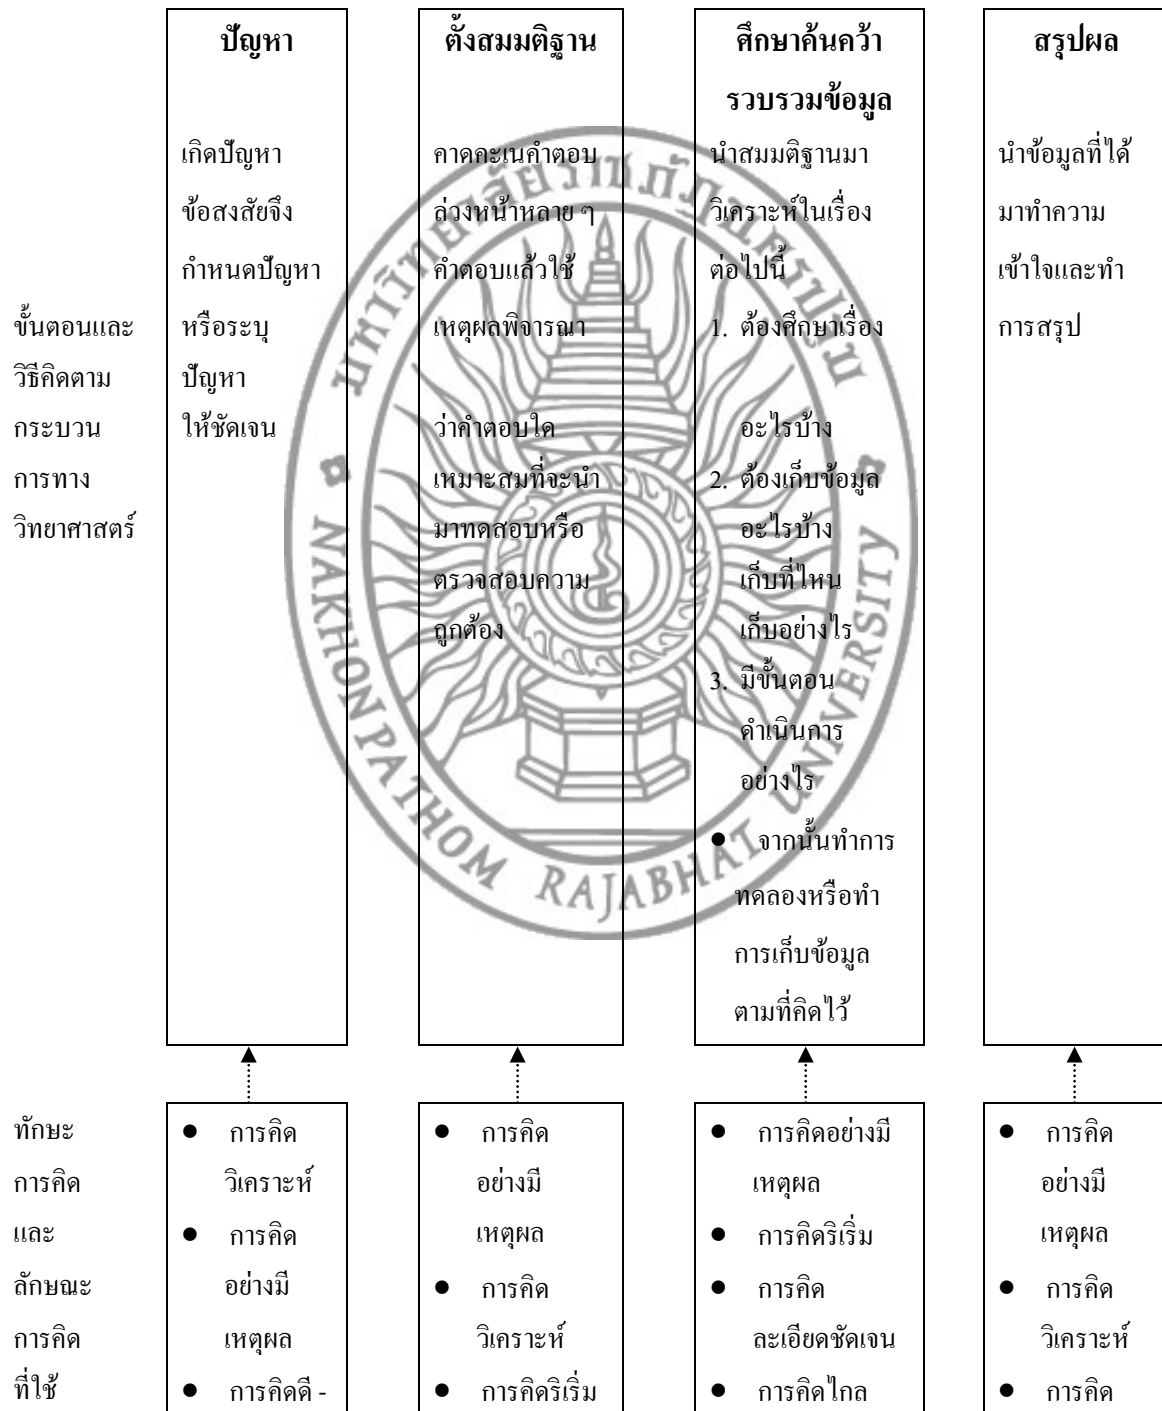 ปัญหา
เกิดปัญหา
ข้อสงสัยจึง
กำหนดปัญหา
หรือระบุ
ปัญหา
ให้ชัดเจน
ตั้งสมมติฐาน
คาดคะเนคำตอบ
ล่วงหน้าหลาย ๆ
คำตอบแล้วใช้
เหตุผลพิจารณา
ว่าคำตอบใด
เหมาะสมที่จะนำ
มาทดสอบหรือ
ตรวจสอบความ
ถูกต้อง
ศึกษาค้นคว้า
รวบรวมข้อมูล
นำสมมติฐานมา
วิเคราะห์ในเรื่อง
ต่อไปนี้
1. ต้องศึกษาเรื่อง
อะไรบ้าง
2. ต้องเก็บข้อมูล
อะไรบ้าง
เก็บที่ไหน
เก็บอย่างไร
3. มีขั้นตอน
ดำเนินการ
อย่างไร
● จากนั้นทำการ
ทดลองหรือทำ
การเก็บข้อมูล
ตามที่คิดไว้
สรุปผล
นำข้อมูลที่ได้
มาทำความ
เข้าใจและทำ
การสรุป
ขั้นตอนและ
วิธีคิดตาม
กระบวน
การทาง
วิทยาศาสตร์
มหาวิทยาลัยราชภัฏนครปฐม
NAKHON PATHOM RAJABHAT UNIVERSITY
ทักษะ
การคิด
และ
ลักษณะ
การคิด
ที่ใช้
● การคิด
วิเคราะห์
● การคิด
อย่างมี
เหตุผล
● การคิดดี -
● การคิด
อย่างมี
เหตุผล
● การคิด
วิเคราะห์
● การคิดริเริ่ม
● การคิดอย่างมี
เหตุผล
● การคิดริเริ่ม
● การคิด
ละเอียดชัดเจน
● การคิดไกล
● การคิด
อย่างมี
เหตุผล
● การคิด
วิเคราะห์
● การคิด